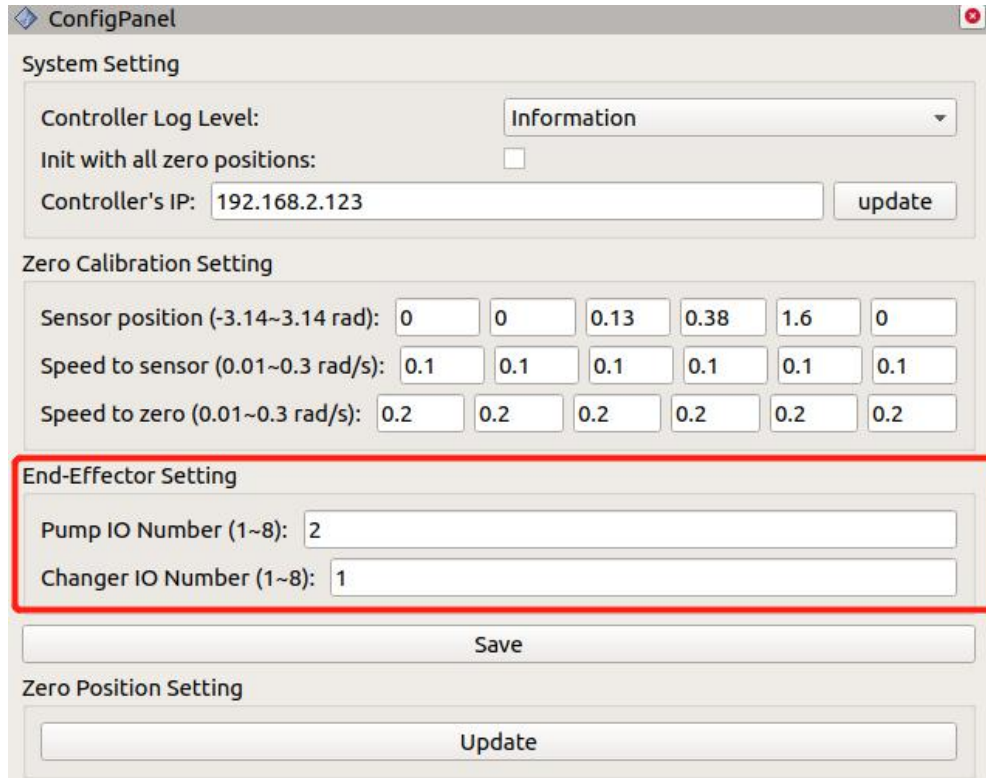 ConfigPanel
System Setting
Controller Log Level: Information
Init with all zero positions:
Controller's IP: 192.168.2.123 update
Zero Calibration Setting
Sensor position (-3.14~3.14 rad): 0 0 0.13 0.38 1.6 0
Speed to sensor (0.01~0.3 rad/s): 0.1 0.1 0.1 0.1 0.1 0.1
Speed to zero (0.01~0.3 rad/s): 0.2 0.2 0.2 0.2 0.2 0.2
End-Effector Setting
Pump IO Number (1~8): 2
Changer IO Number (1~8): 1
Save
Zero Position Setting
Update